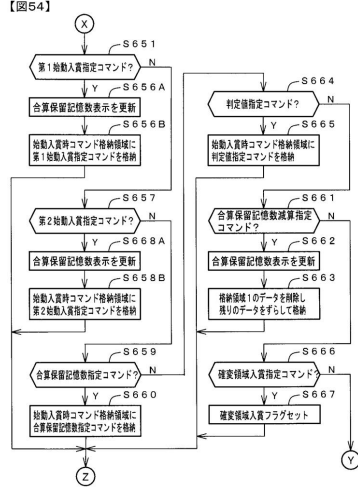 【図54】
X
S651
第1始動入賞指定コマンド?
N
Y
S656A
合算保留記憶数表示を更新
S656B
始動入賞時コマンド格納領域に
第1始動入賞指定コマンドを格納
S657
第2始動入賞指定コマンド?
N
Y
S668A
合算保留記憶数表示を更新
S658B
始動入賞時コマンド格納領域に
第2始動入賞指定コマンドを格納
S659
合算保留記憶数指定コマンド?
N
Y
S660
始動入賞時コマンド格納領域に
合算保留記憶数指定コマンドを格納
Z
S664
判定値指定コマンド?
N
Y
S665
始動入賞時コマンド格納領域に
判定値指定コマンドを格納
S661
合算保留記憶数減算指定
コマンド?
N
Y
S662
合算保留記憶数表示を更新
S663
格納領域1のデータを削除し
残りのデータをずらして格納
S666
確変領域入賞指定コマンド?
N
Y
S667
確変領域入賞フラグセット
Y